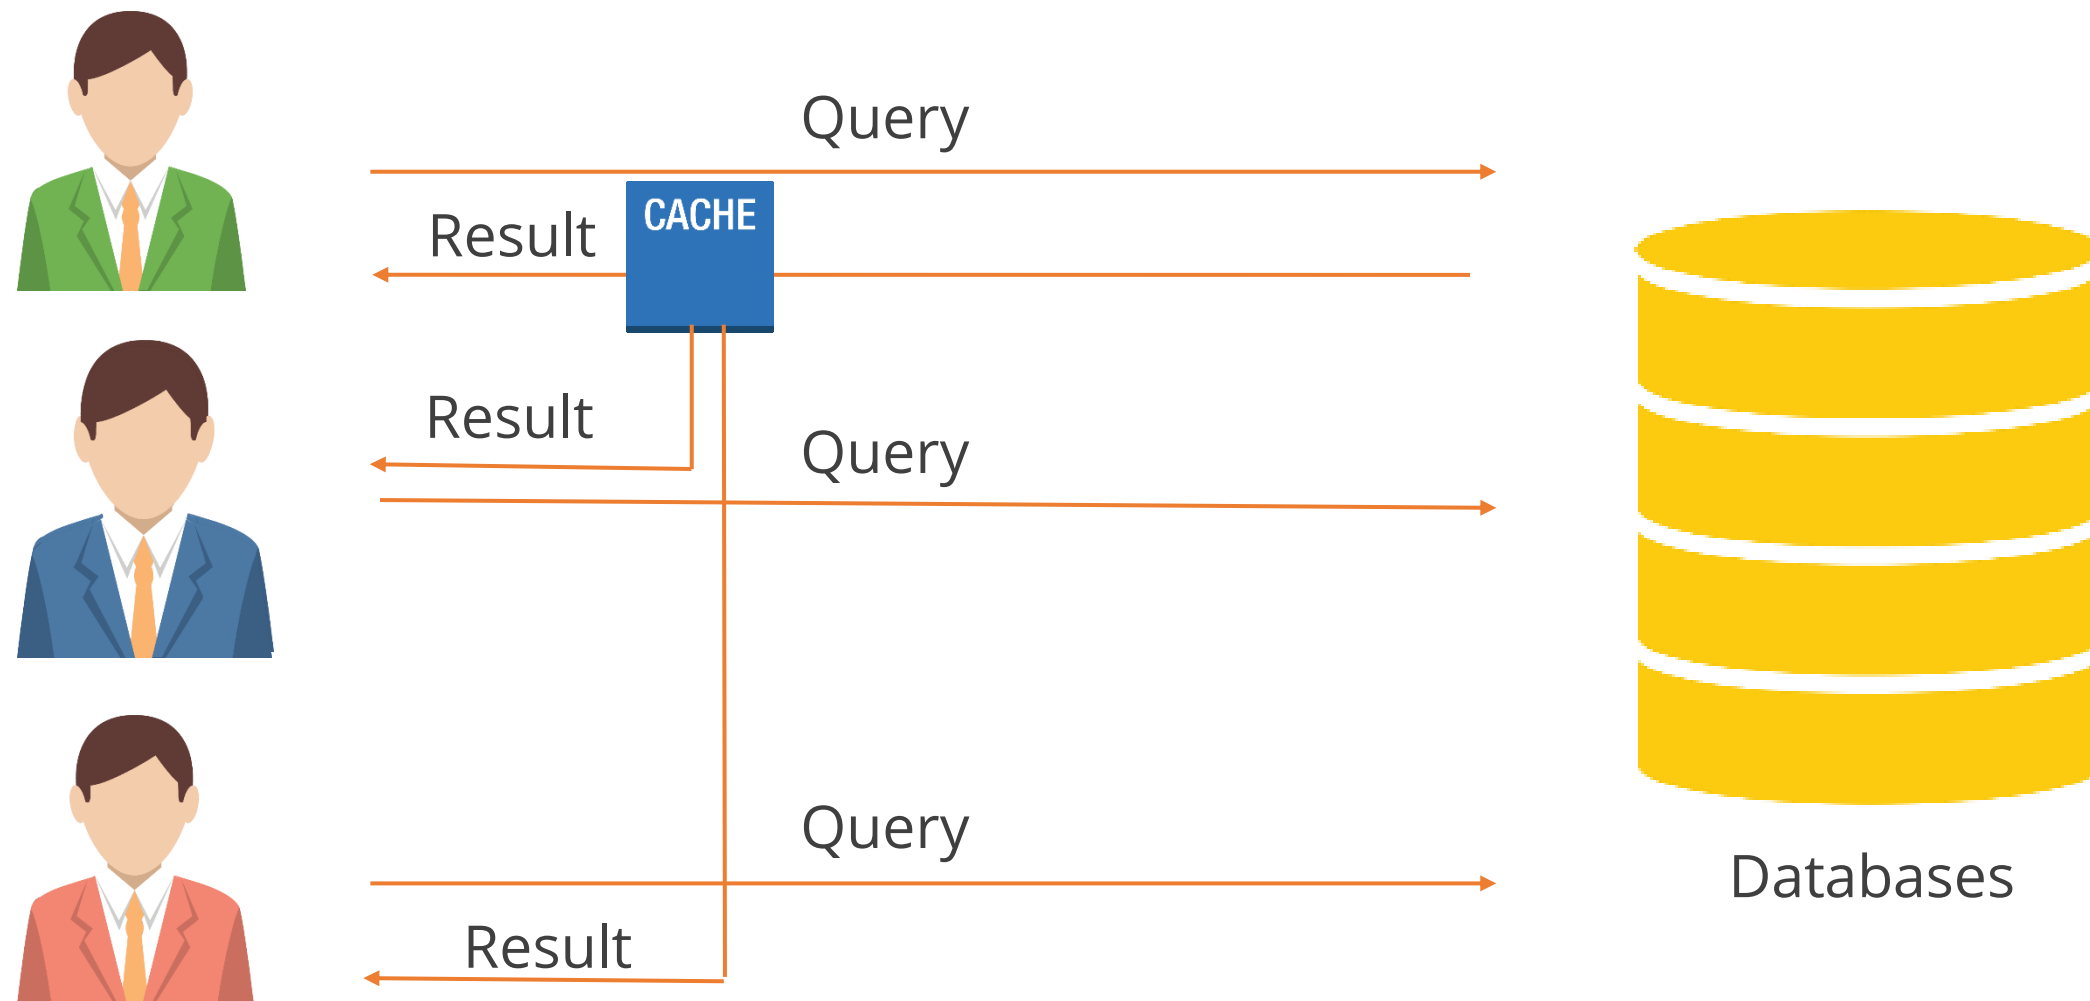 Query
CACHE
Result
Result
Query
Query
Databases
Result